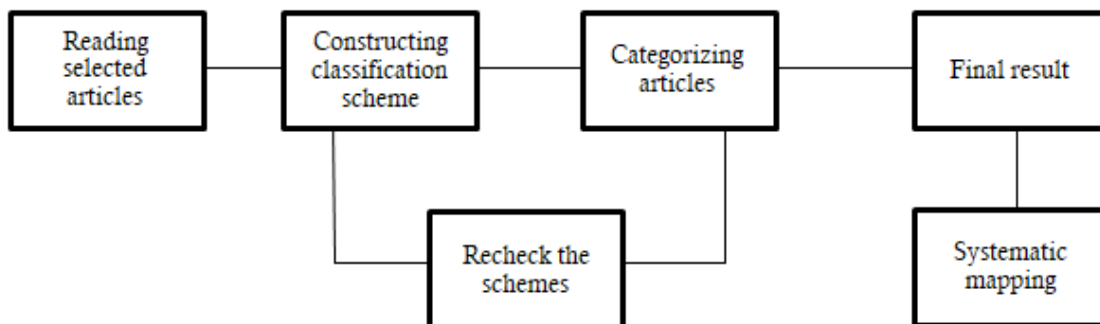 Reading
selected
articles
Constructing
classification
scheme
Categorizing
articles
Final result
Recheck the
schemes
Systematic
mapping